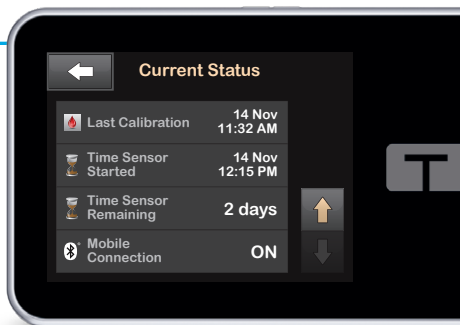 Current Status
Last Calibration
14 Nov
11:32 AM
Time Sensor
Started
14 Nov
12:15 PM
Time Sensor
Remaining
2 days
Mobile
Connection
ON
T